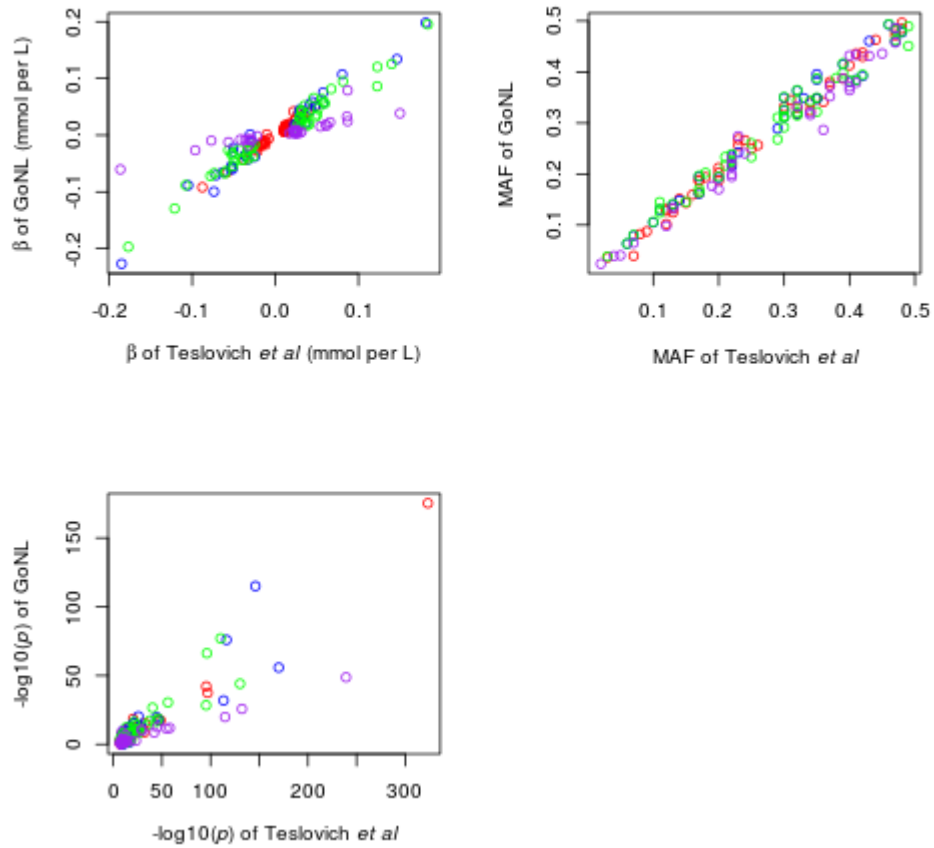 0.2
0.1
0.0
-0.1
-0.2
β of GoNL (mmol per L)
-0.2 -0.1 0.0 0.1
β of Teslovich et al (mmol per L)
0.5
0.4
0.3
0.2
0.1
MAF of GoNL
0.1 0.2 0.3 0.4 0.5
MAF of Teslovich et al
150
100
50
0
-log10(p) of GoNL
0 50 100 200 300
-log10(p) of Teslovich et al